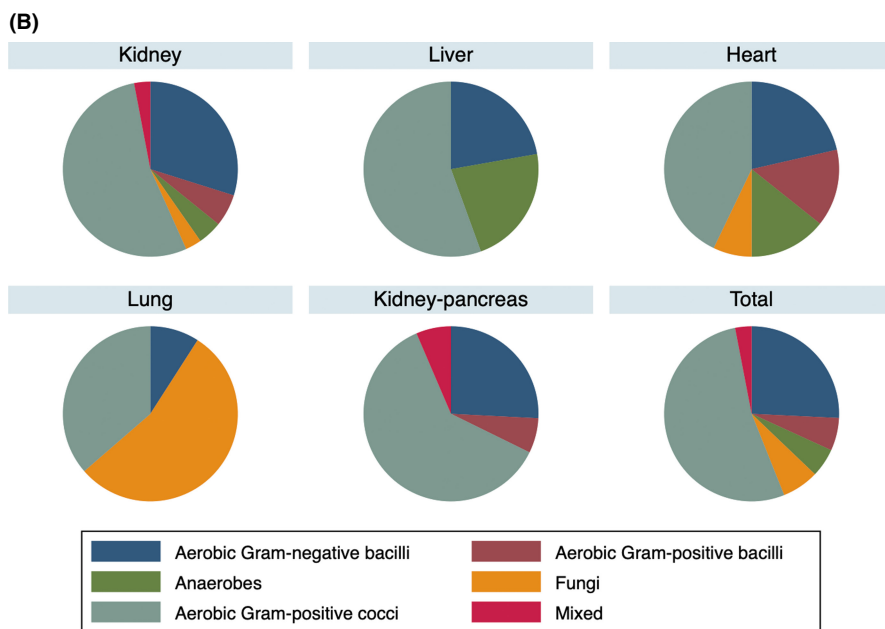 (B)
Kidney
Liver
Heart
Lung
Kidney-pancreas
Total
Aerobic Gram-negative bacilli
Aerobic Gram-positive bacilli
Anaerobes
Fungi
Aerobic Gram-positive cocci
Mixed